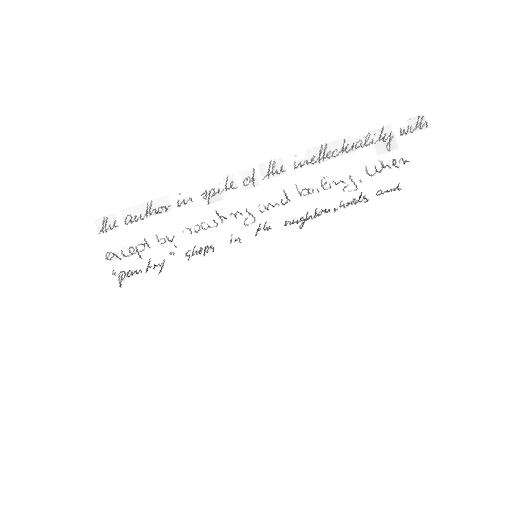 the author in spite of the ineffectuality with
except by roasting and boiling. When
"pantry" shops in the neighbourhoods and